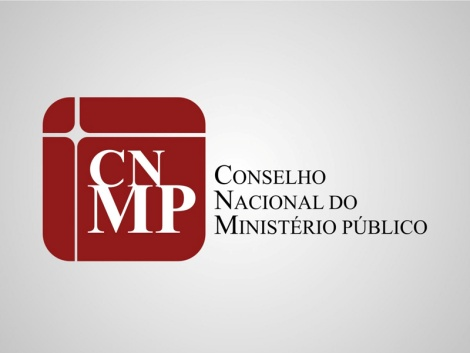 CN
MP
CONSELHO
NACIONAL DO
MINISTÉRIO PÚBLICO